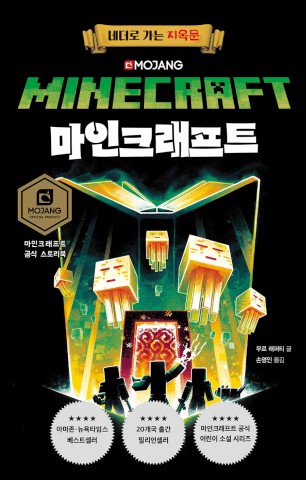 네더로 가는 지옥문
MOJANG
MINECRAFT
마인크래프트
MOJANG
OFFICIAL PRODUCT
마인크래프트
공식 스토리북
무르 래퍼티 글
손영인 옮김
★★★★
아마존·뉴욕타임스
베스트셀러
★★★★
20개국 출간
밀리언셀러
★★★★
마인크래프트 공식
어린이 소설 시리즈